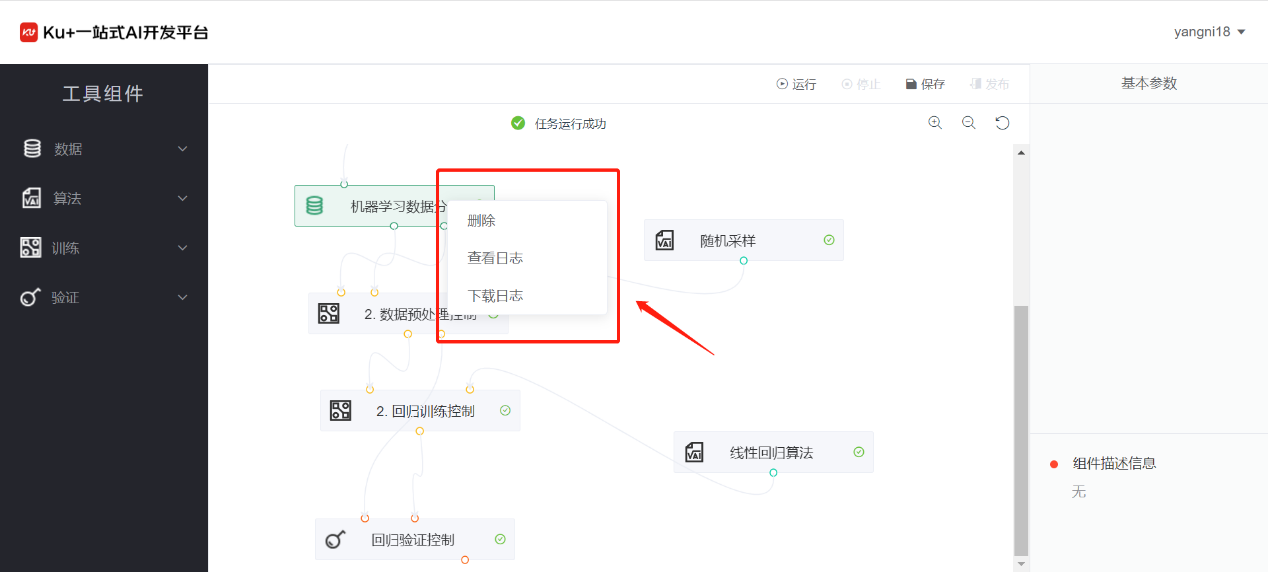 Ku+ Ku+一站式AI开发平台
yangni18
工具组件
数据
算法
训练
验证
运行 停止 保存 发布
任务运行成功
基本参数
机器学习数据分
删除
查看日志
下载日志
随机采样
2. 数据预处理控制
2. 回归训练控制
线性回归算法
回归验证控制
组件描述信息
无